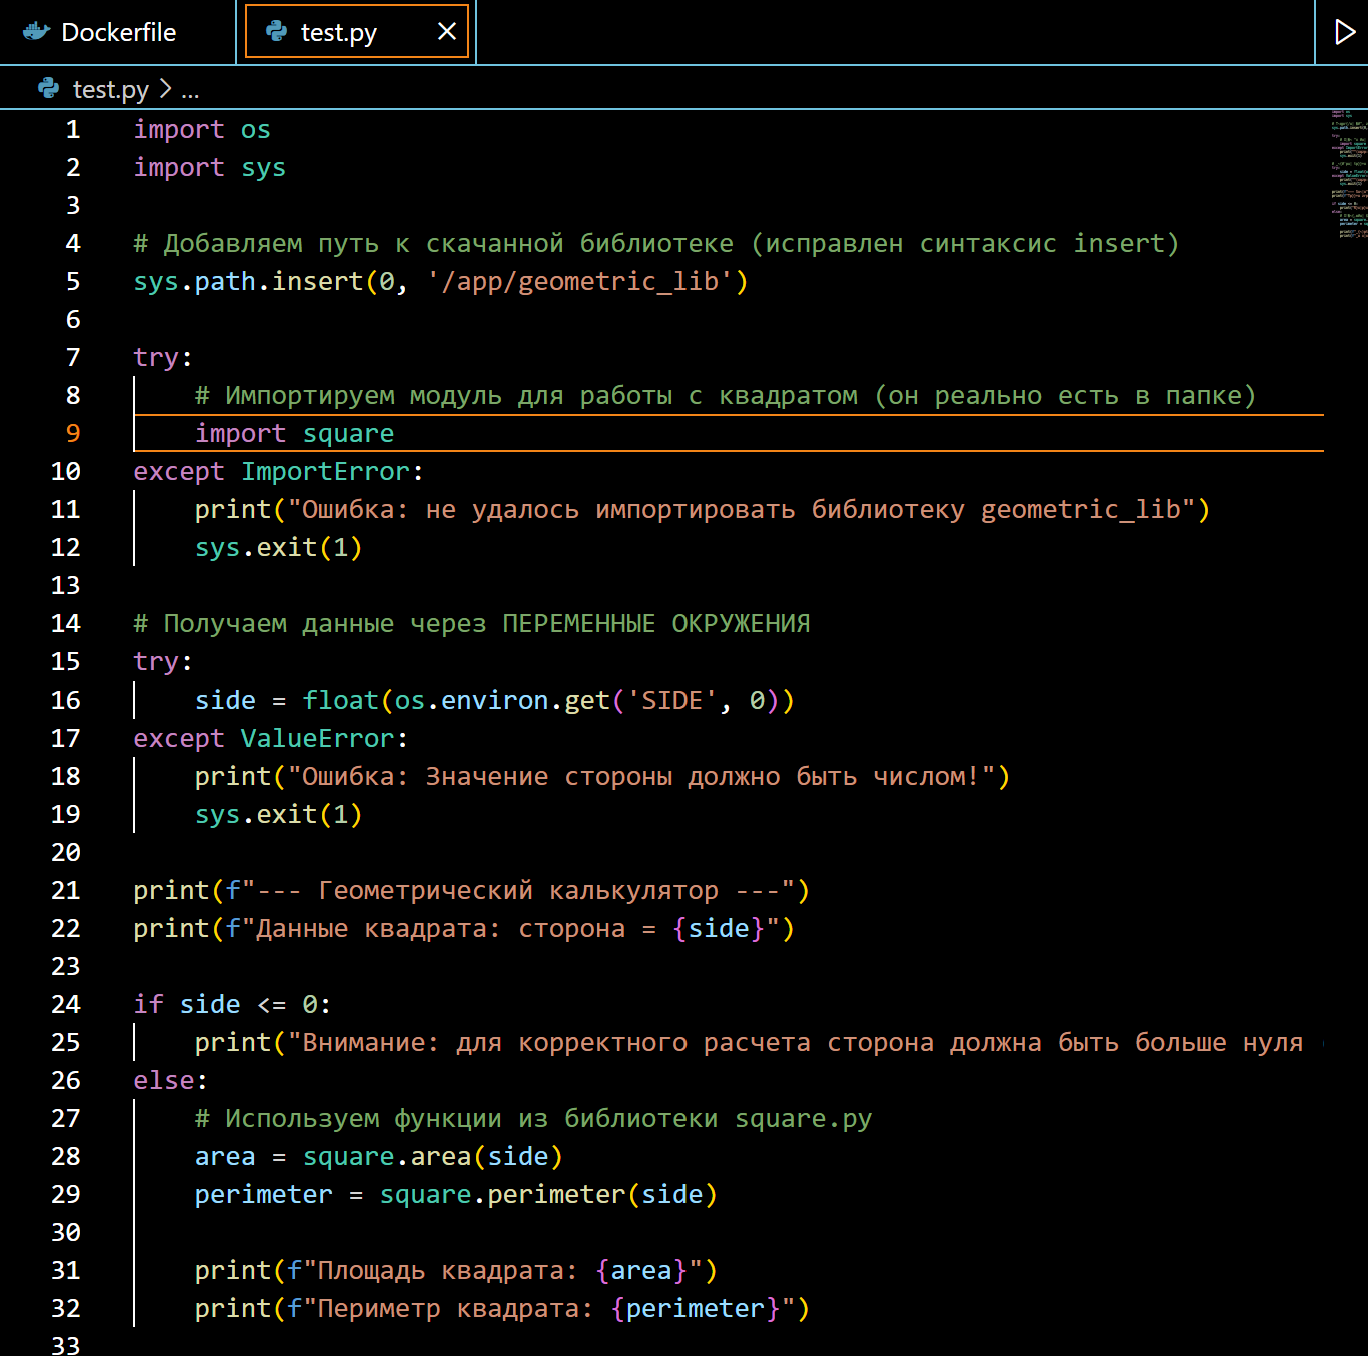 Dockerfile
test.py
test.py > ...
1 import os
2 import sys
3
4 # Добавляем путь к скачанной библиотеке (исправлен синтаксис insert)
5 sys.path.insert(0, '/app/geometric_lib')
6
7 try:
8     # Импортируем модуль для работы с квадратом (он реально есть в папке)
9     import square
10 except ImportError:
11     print("Ошибка: не удалось импортировать библиотеку geometric_lib")
12     sys.exit(1)
13
14 # Получаем данные через ПЕРЕМЕННЫЕ ОКРУЖЕНИЯ
15 try:
16     side = float(os.environ.get('SIDE', 0))
17 except ValueError:
18     print("Ошибка: Значение стороны должно быть числом!")
19     sys.exit(1)
20
21 print(f"--- Геометрический калькулятор ---")
22 print(f"Данные квадрата: сторона = {side}")
23
24 if side <= 0:
25     print("Внимание: для корректного расчета сторона должна быть больше нуля
26 else:
27     # Используем функции из библиотеки square.py
28     area = square.area(side)
29     perimeter = square.perimeter(side)
30
31     print(f"Площадь квадрата: {area}")
32     print(f"Периметр квадрата: {perimeter}")
33